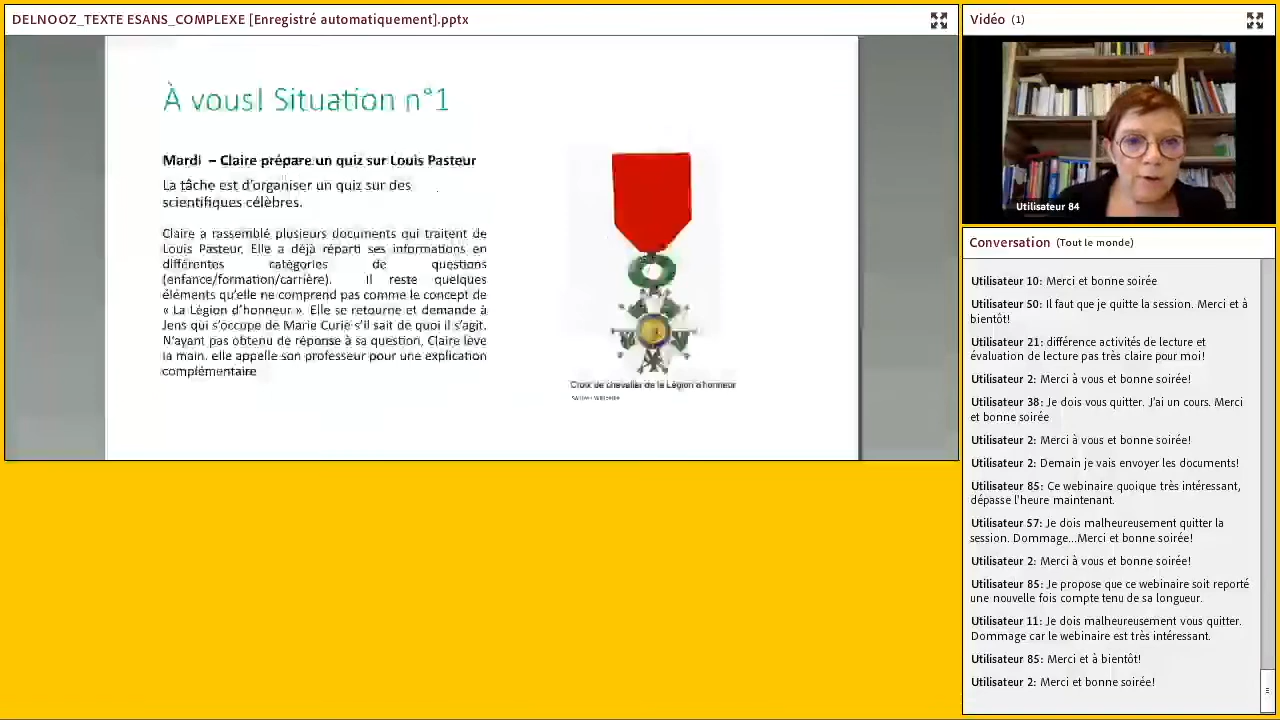 DELNOOZ_TEXTE ESANS_COMPLEXE [Enregistré automatiquement].pptx
À vous! Situation n°1
Mardi – Claire prépare un quiz sur Louis Pasteur
La tâche est d'organiser un quiz sur des
scientifiques célèbres.
Claire a rassemblé plusieurs documents qui traitent de
Louis Pasteur. Elle a déjà réparti ses informations en
différentes catégories de questions
(enfance/formation/carrière). Il reste quelques
éléments qu'elle ne comprend pas comme le concept de
« La Légion d'honneur ». Elle se retourne et demande à
Jens qui s'occupe de Marie Curie s'il sait de quoi il s'agit.
N'ayant pas obtenu de réponse à sa question, Claire lève
la main. elle appelle son professeur pour une explication
complémentaire
Croix de chevalier de la Légion d'honneur
Vidéo (1)
Utilisateur 84
Conversation (Tout le monde)
Utilisateur 10: Merci et bonne soirée
Utilisateur 50: Il faut que je quitte la session. Merci et à
bientôt!
Utilisateur 21: différence activités de lecture et
évaluation de lecture pas très claire pour moi!
Utilisateur 2: Merci à vous et bonne soirée!
Utilisateur 38: Je dois vous quitter. J'ai un cours. Merci
et bonne soirée
Utilisateur 2: Merci à vous et bonne soirée!
Utilisateur 2: Demain je vais envoyer les documents!
Utilisateur 85: Ce webinaire quoique très intéressant,
dépasse l'heure maintenant.
Utilisateur 57: Je dois malheureusement quitter la
session. Dommage...Merci et bonne soirée!
Utilisateur 2: Merci à vous et bonne soirée!
Utilisateur 85: Je propose que ce webinaire soit reporté
une nouvelle fois compte tenu de sa longueur.
Utilisateur 11: Je dois malheureusement vous quitter.
Dommage car le webinaire est très intéressant.
Utilisateur 85: Merci et à bientôt!
Utilisateur 2: Merci et bonne soirée!